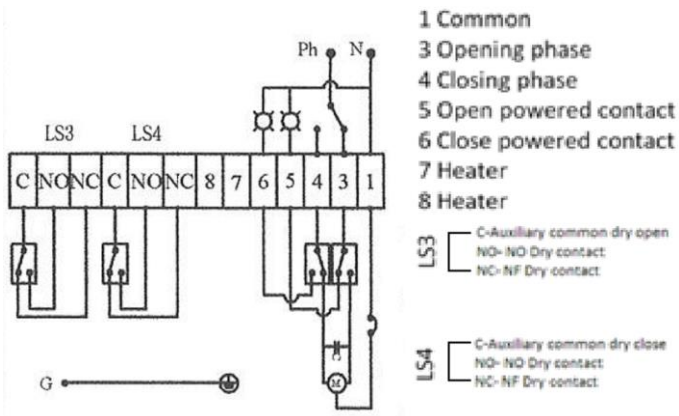 Ph N
LS3 LS4
C NO NC C NO NC 8 7 6 5 4 3 1
C
M
G
1 Common
3 Opening phase
4 Closing phase
5 Open powered contact
6 Close powered contact
7 Heater
8 Heater
LS3
C-Auxiliary common dry open
NO- NO Dry contact
NC- NF Dry contact
LS4
C-Auxiliary common dry close
NO- NO Dry contact
NC- NF Dry contact